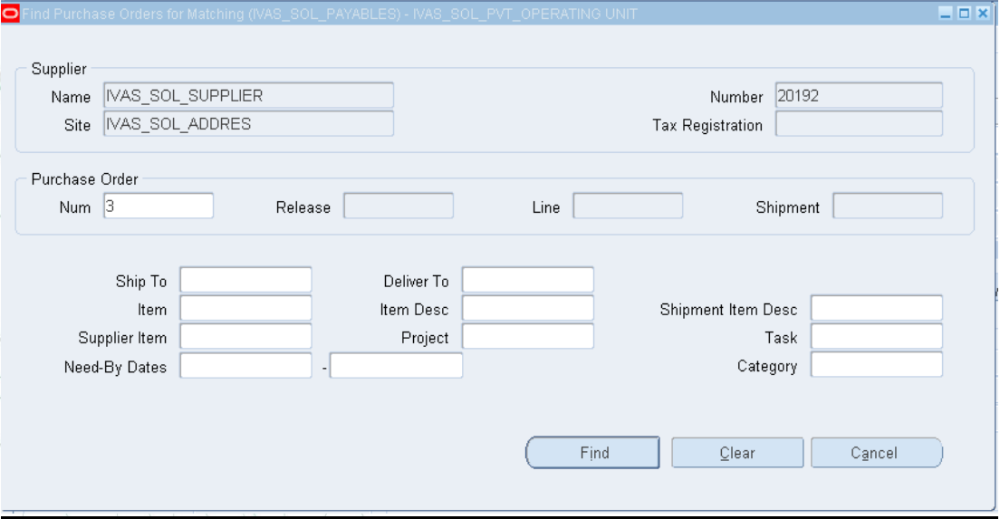 Find Purchase Orders for Matching (IVAS_SOL_PAYABLES) - IVAS_SOL_PVT_OPERATING UNIT
Supplier
Name IVAS_SOL_SUPPLIER Number 20192
Site IVAS_SOL_ADDRES Tax Registration
Purchase Order
Num 3 Release Line Shipment
Ship To Deliver To
Item Item Desc Shipment Item Desc
Supplier Item Project Task
Need-By Dates - Category
Find Clear Cancel